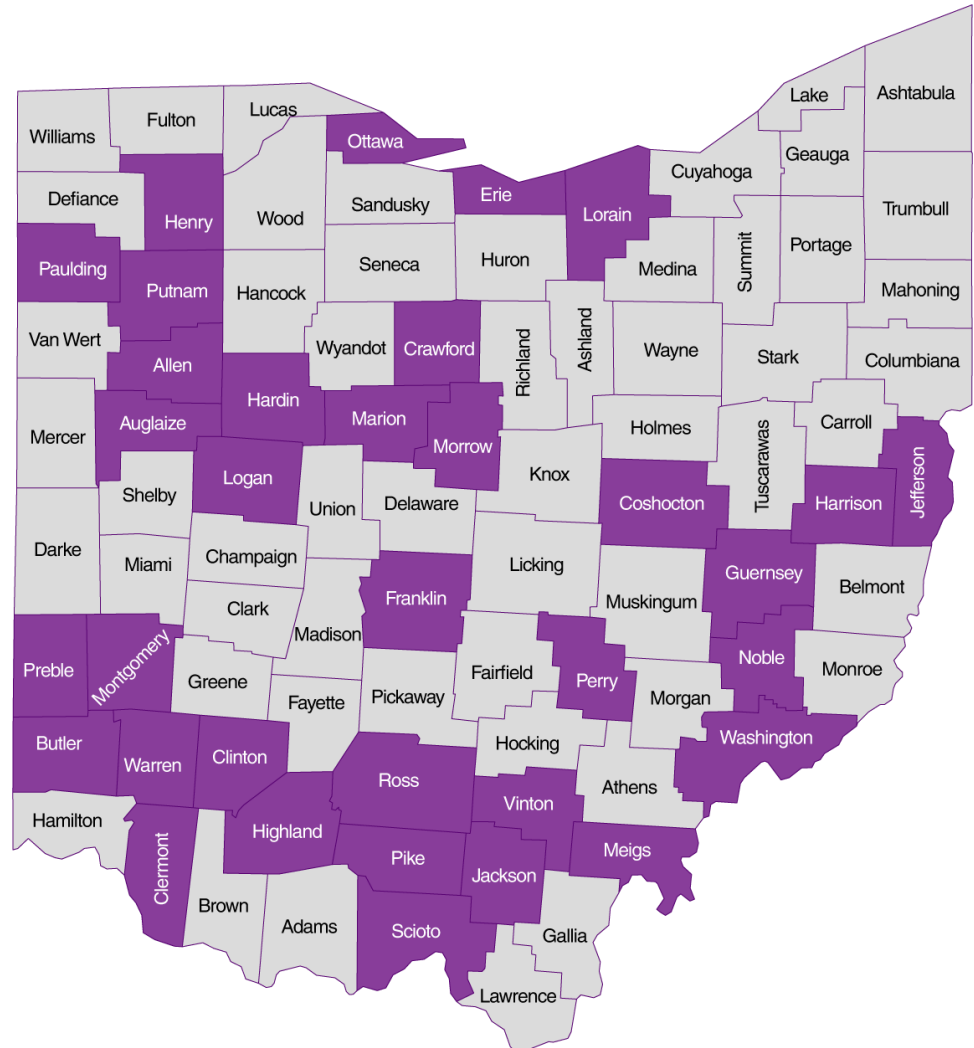 Lake
Ashtabula
Lucas
Fulton
Williams
Ottawa
Geauga
Cuyahoga
Defiance
Erie
Sandusky
Trumbull
Henry
Wood
Lorain
Portage
Summit
Huron
Seneca
Medina
Paulding
Putnam
Hancock
Mahoning
Van Wert
Wyandot
Crawford
Richland
Ashland
Wayne
Stark
Columbiana
Allen
Hardin
Marion
Auglaize
Mercer
Morrow
Holmes
Carroll
Tuscarawas
Jefferson
Knox
Logan
Shelby
Union
Delaware
Coshocton
Harrison
Darke
Miami
Champaign
Licking
Guernsey
Belmont
Franklin
Muskingum
Clark
Madison
Preble
Montgomery
Greene
Fairfield
Perry
Noble
Monroe
Fayette
Pickaway
Morgan
Butler
Warren
Clinton
Hocking
Washington
Ross
Athens
Vinton
Hamilton
Highland
Clermont
Pike
Jackson
Meigs
Brown
Adams
Scioto
Gallia
Lawrence